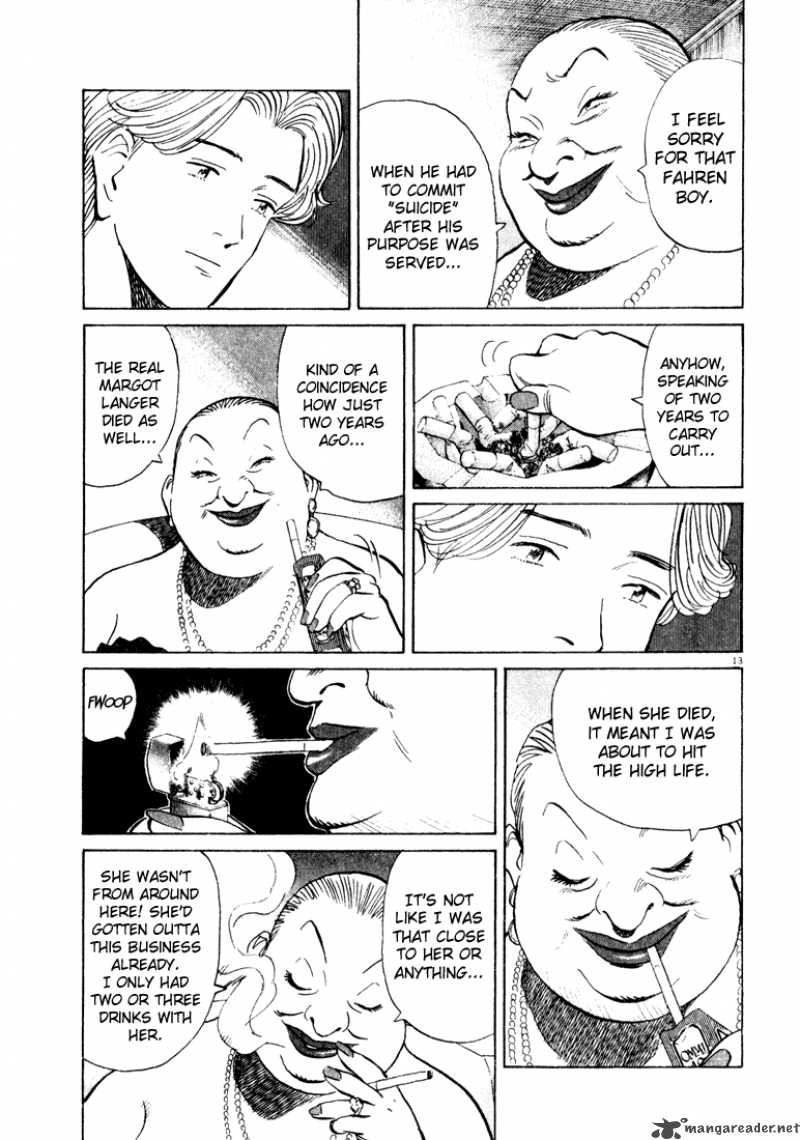 I FEEL
SORRY
FOR THAT
FAHREN
BOY.
WHEN HE HAD
TO COMMIT
"SUICIDE"
AFTER HIS
PURPOSE WAS
SERVED...
ANYHOW,
SPEAKING
OF TWO
YEARS TO
CARRY
OUT...
KIND OF A
COINCIDENCE
HOW JUST
TWO YEARS
AGO...
THE REAL
MARGOT
LANGER
DIED AS
WELL...
13
WHEN SHE DIED,
IT MEANT I WAS
ABOUT TO HIT
THE HIGH LIFE.
FWOOP
IT'S NOT
LIKE I WAS
THAT CLOSE
TO HER OR
ANYTHING...
SHE WASN'T
FROM AROUND
HERE! SHE'D
GOTTEN OUTTA
THIS BUSINESS
ALREADY.
I ONLY HAD
TWO OR THREE
DRINKS WITH
HER.
mangareader.net